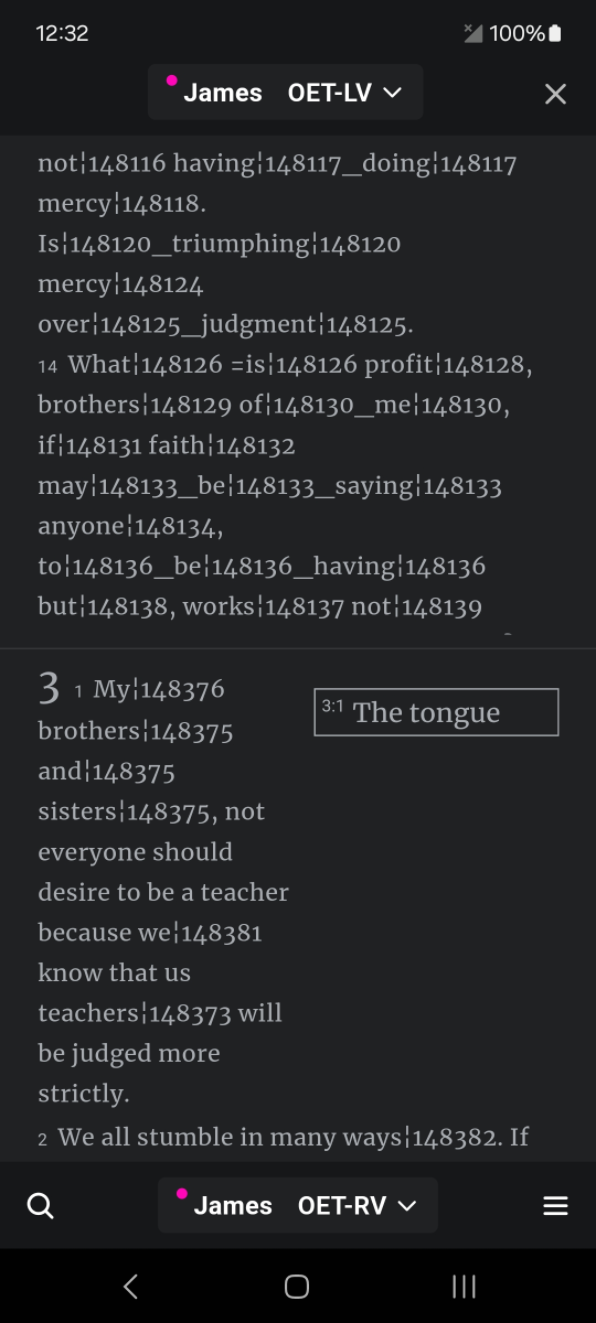 12:32
100%
James OET-LV
not¦148116 having¦148117_doing¦148117
mercy¦148118.
Is¦148120_triumphing¦148120
mercy¦148124
over¦148125_judgment¦148125.
14 What¦148126 =is¦148126 profit¦148128,
brothers¦148129 of¦148130_me¦148130,
if¦148131 faith¦148132
may¦148133_be¦148133_saying¦148133
anyone¦148134,
to¦148136_be¦148136_having¦148136
but¦148138, works¦148137 not¦148139
3 1 My¦148376
brothers¦148375
and¦148375
sisters¦148375, not
everyone should
desire to be a teacher
because we¦148381
know that us
teachers¦148373 will
be judged more
strictly.
3:1 The tongue
2 We all stumble in many ways¦148382. If
James OET-RV